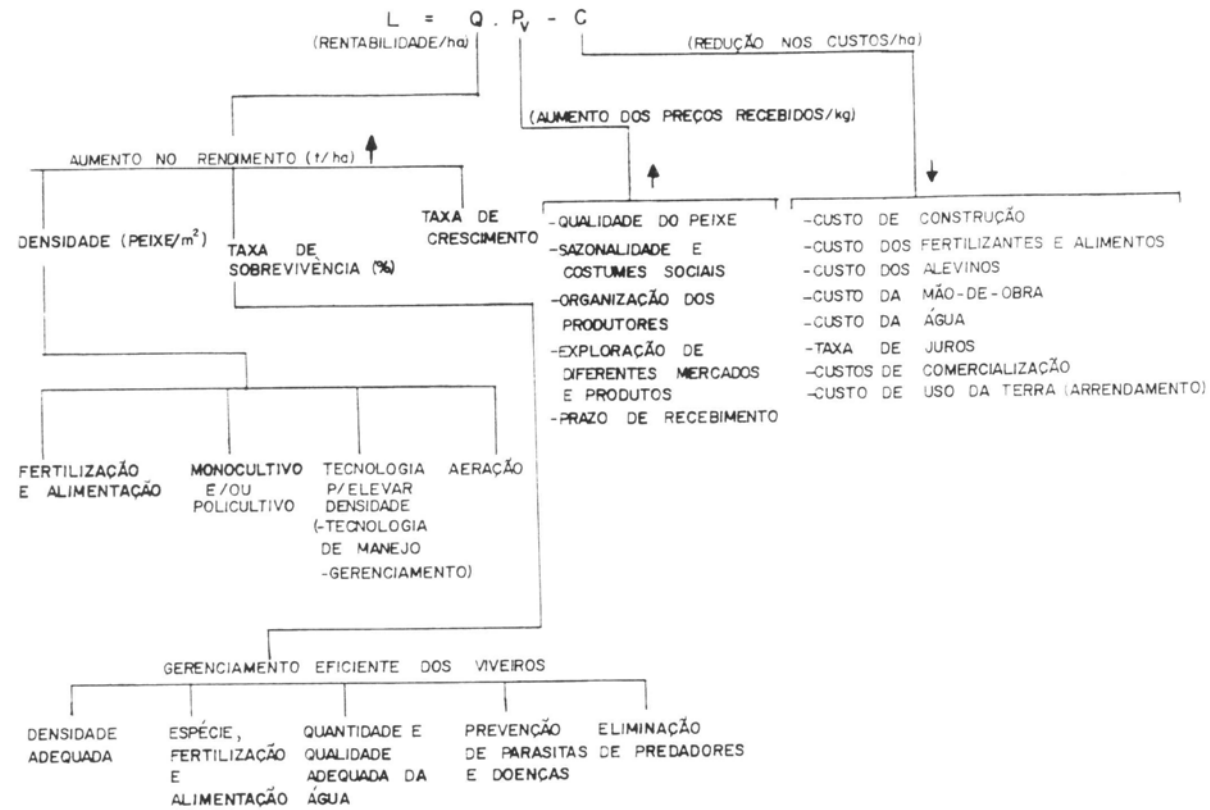 L = Q . Pv - C
(RENTABILIDADE/ha)
(REDUÇÃO NOS CUSTOS/ha)
(AUMENTO DOS PREÇOS RECEBIDOS/kg)
AUMENTO NO RENDIMENTO (t/ha)
DENSIDADE (PEIXE/m²)
TAXA DE
SOBREVIVÊNCIA (%)
TAXA DE
CRESCIMENTO
-QUALIDADE DO PEIXE
-SAZONALIDADE E
COSTUMES SOCIAIS
-ORGANIZAÇÃO DOS
PRODUTORES
-EXPLORAÇÃO DE
DIFERENTES MERCADOS
E PRODUTOS
-PRAZO DE RECEBIMENTO
-CUSTO DE CONSTRUÇÃO
-CUSTO DOS FERTILIZANTES E ALIMENTOS
-CUSTO DOS ALEVINOS
-CUSTO DA MÃO-DE-OBRA
-CUSTO DA ÁGUA
-TAXA DE JUROS
-CUSTOS DE COMERCIALIZAÇÃO
-CUSTO DE USO DA TERRA (ARRENDAMENTO)
FERTILIZAÇÃO
E ALIMENTAÇÃO
MONOCULTIVO
E/OU
POLICULTIVO
TECNOLOGIA
P/ELEVAR
DENSIDADE
(-TECNOLOGIA
DE MANEJO
-GERENCIAMENTO)
AERAÇÃO
GERENCIAMENTO EFICIENTE DOS VIVEIROS
DENSIDADE
ADEQUADA
ESPÉCIE,
FERTILIZAÇÃO
E
ALIMENTAÇÃO
QUANTIDADE E
QUALIDADE
ADEQUADA DA
ÁGUA
PREVENÇÃO
DE PARASITAS
E DOENÇAS
ELIMINAÇÃO
DE PREDADORES